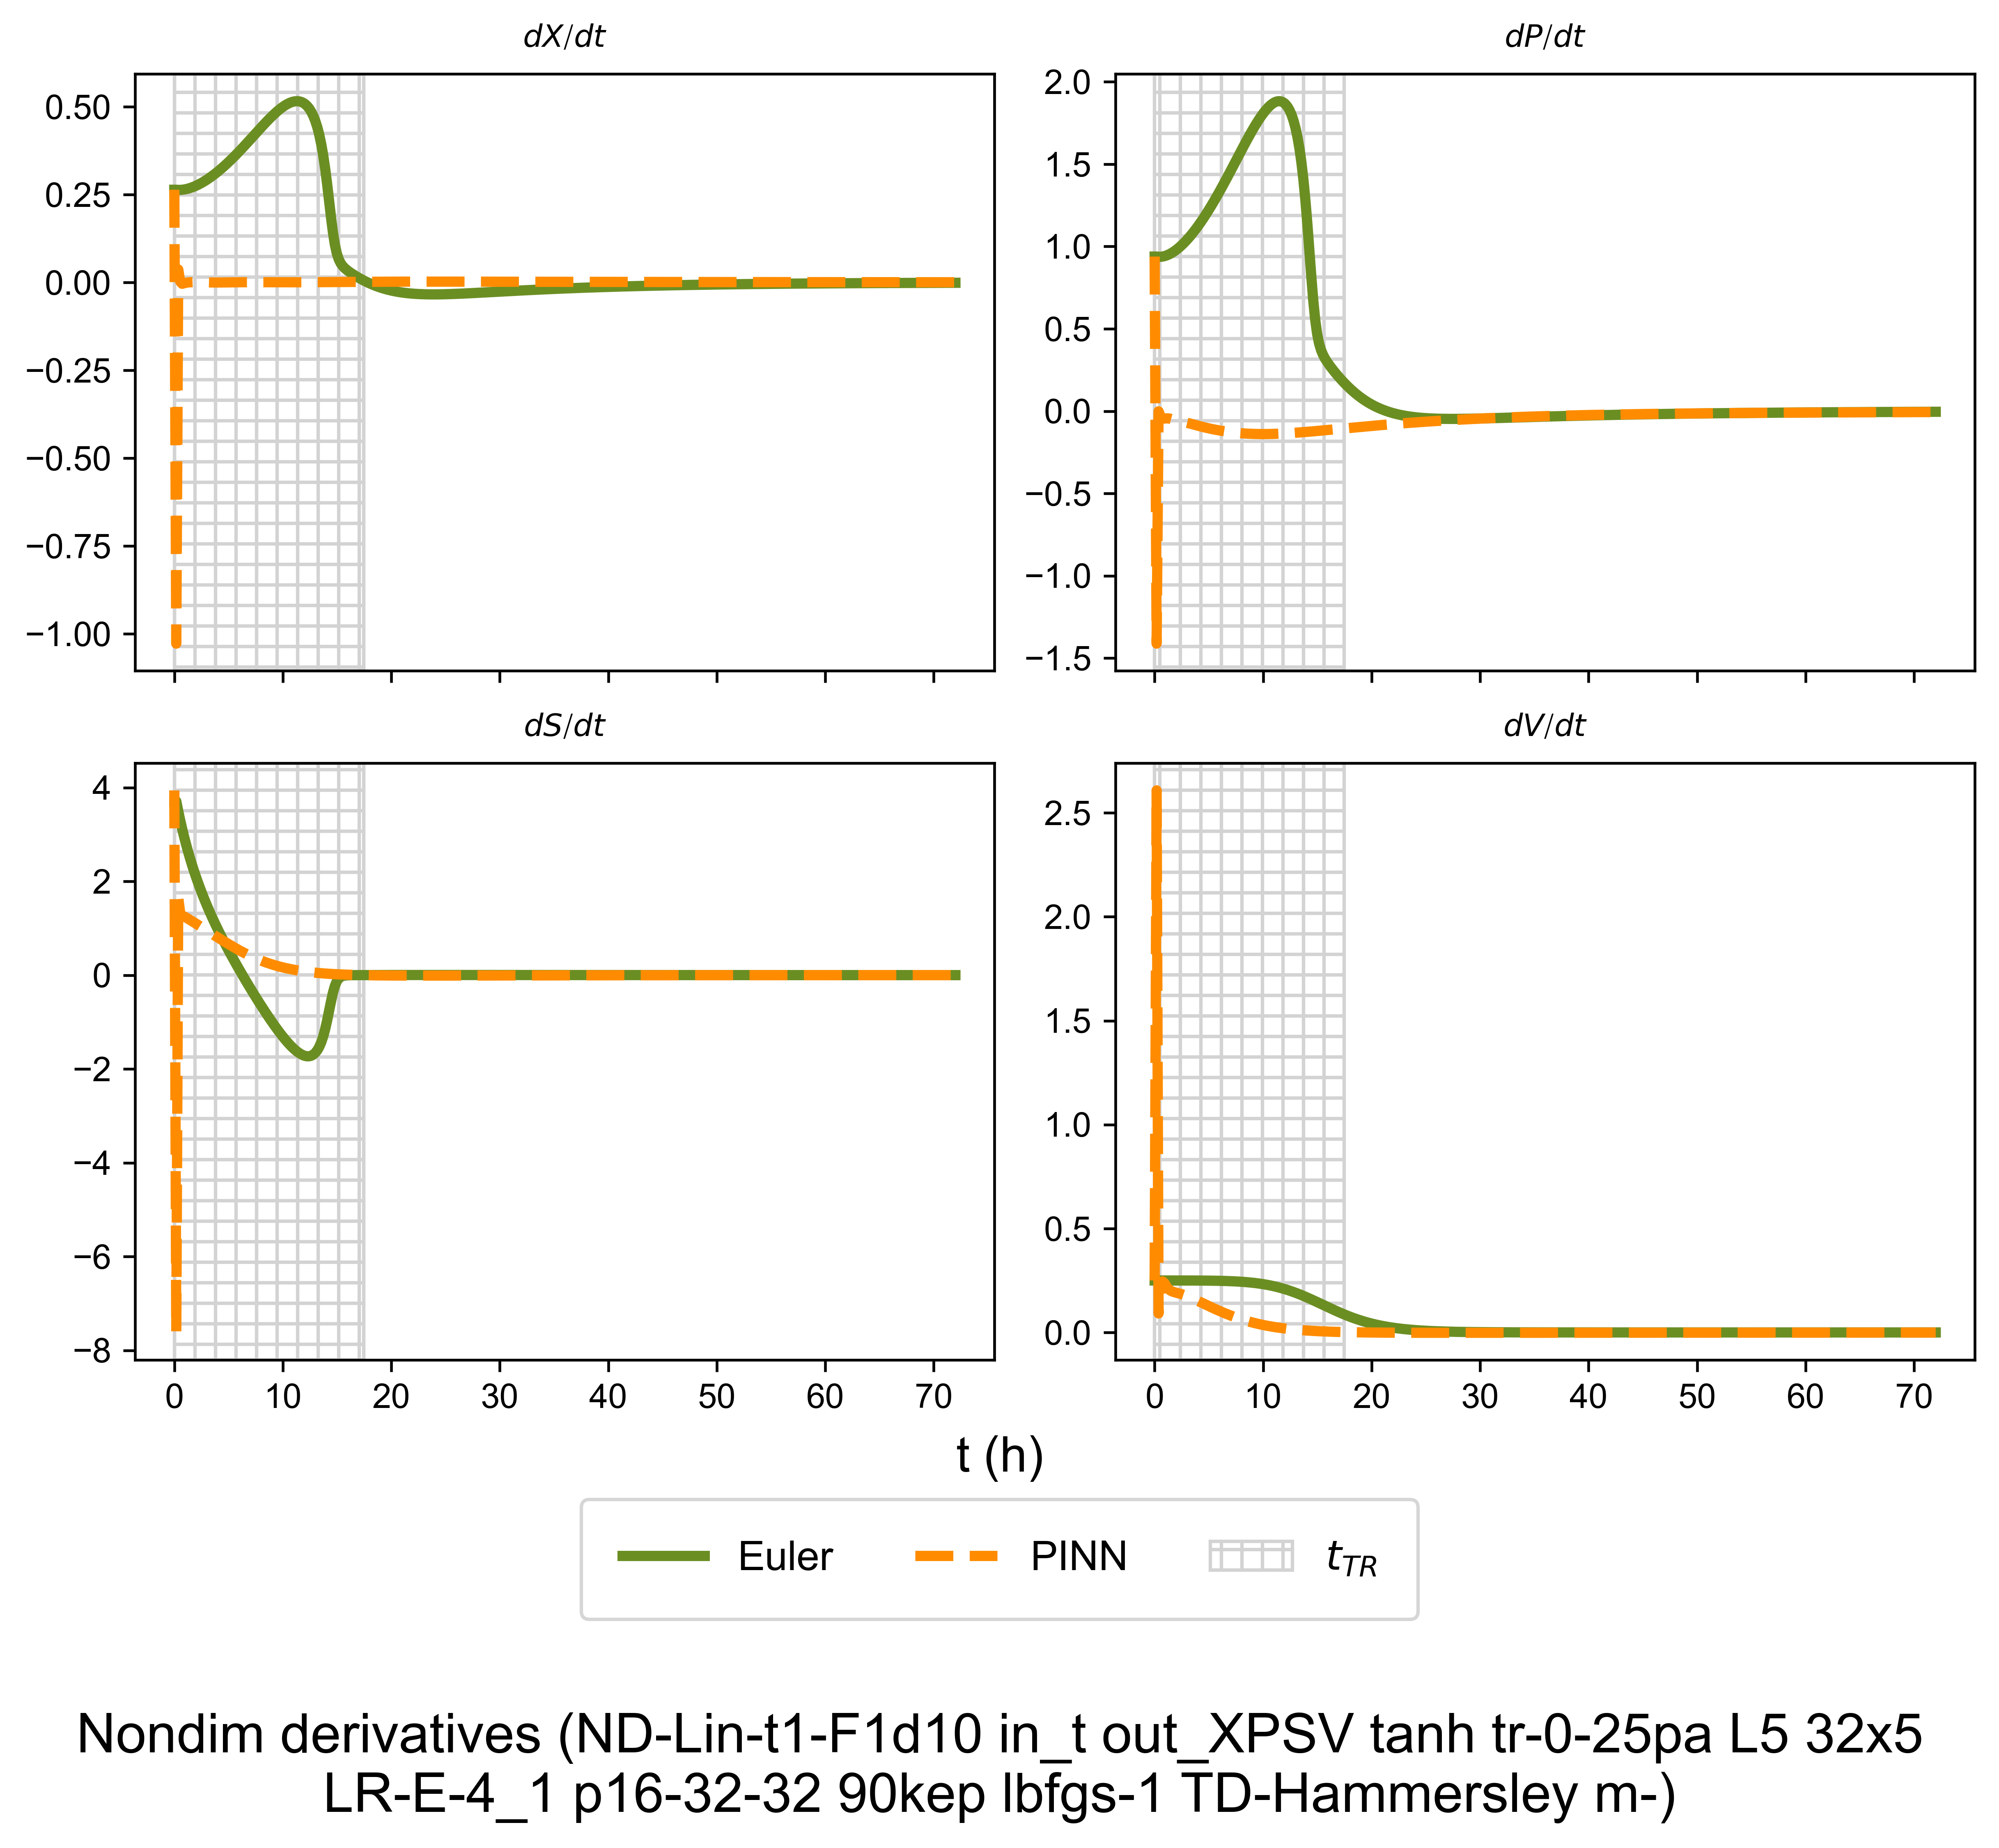 dX/dt
dP/dt
0.50
0.25
0.00
−0.25
−0.50
−0.75
−1.00
2.0
1.5
1.0
0.5
0.0
−0.5
−1.0
−1.5
dS/dt
dV/dt
4
2
0
−2
−4
−6
−8
2.5
2.0
1.5
1.0
0.5
0.0
0 10 20 30 40 50 60 70
0 10 20 30 40 50 60 70
t (h)
Euler PINN t_TR
Nondim derivatives (ND-Lin-t1-F1d10 in_t out_XPSV tanh tr-0-25pa L5 32x5
LR-E-4_1 p16-32-32 90kep lbfgs-1 TD-Hammersley m-)